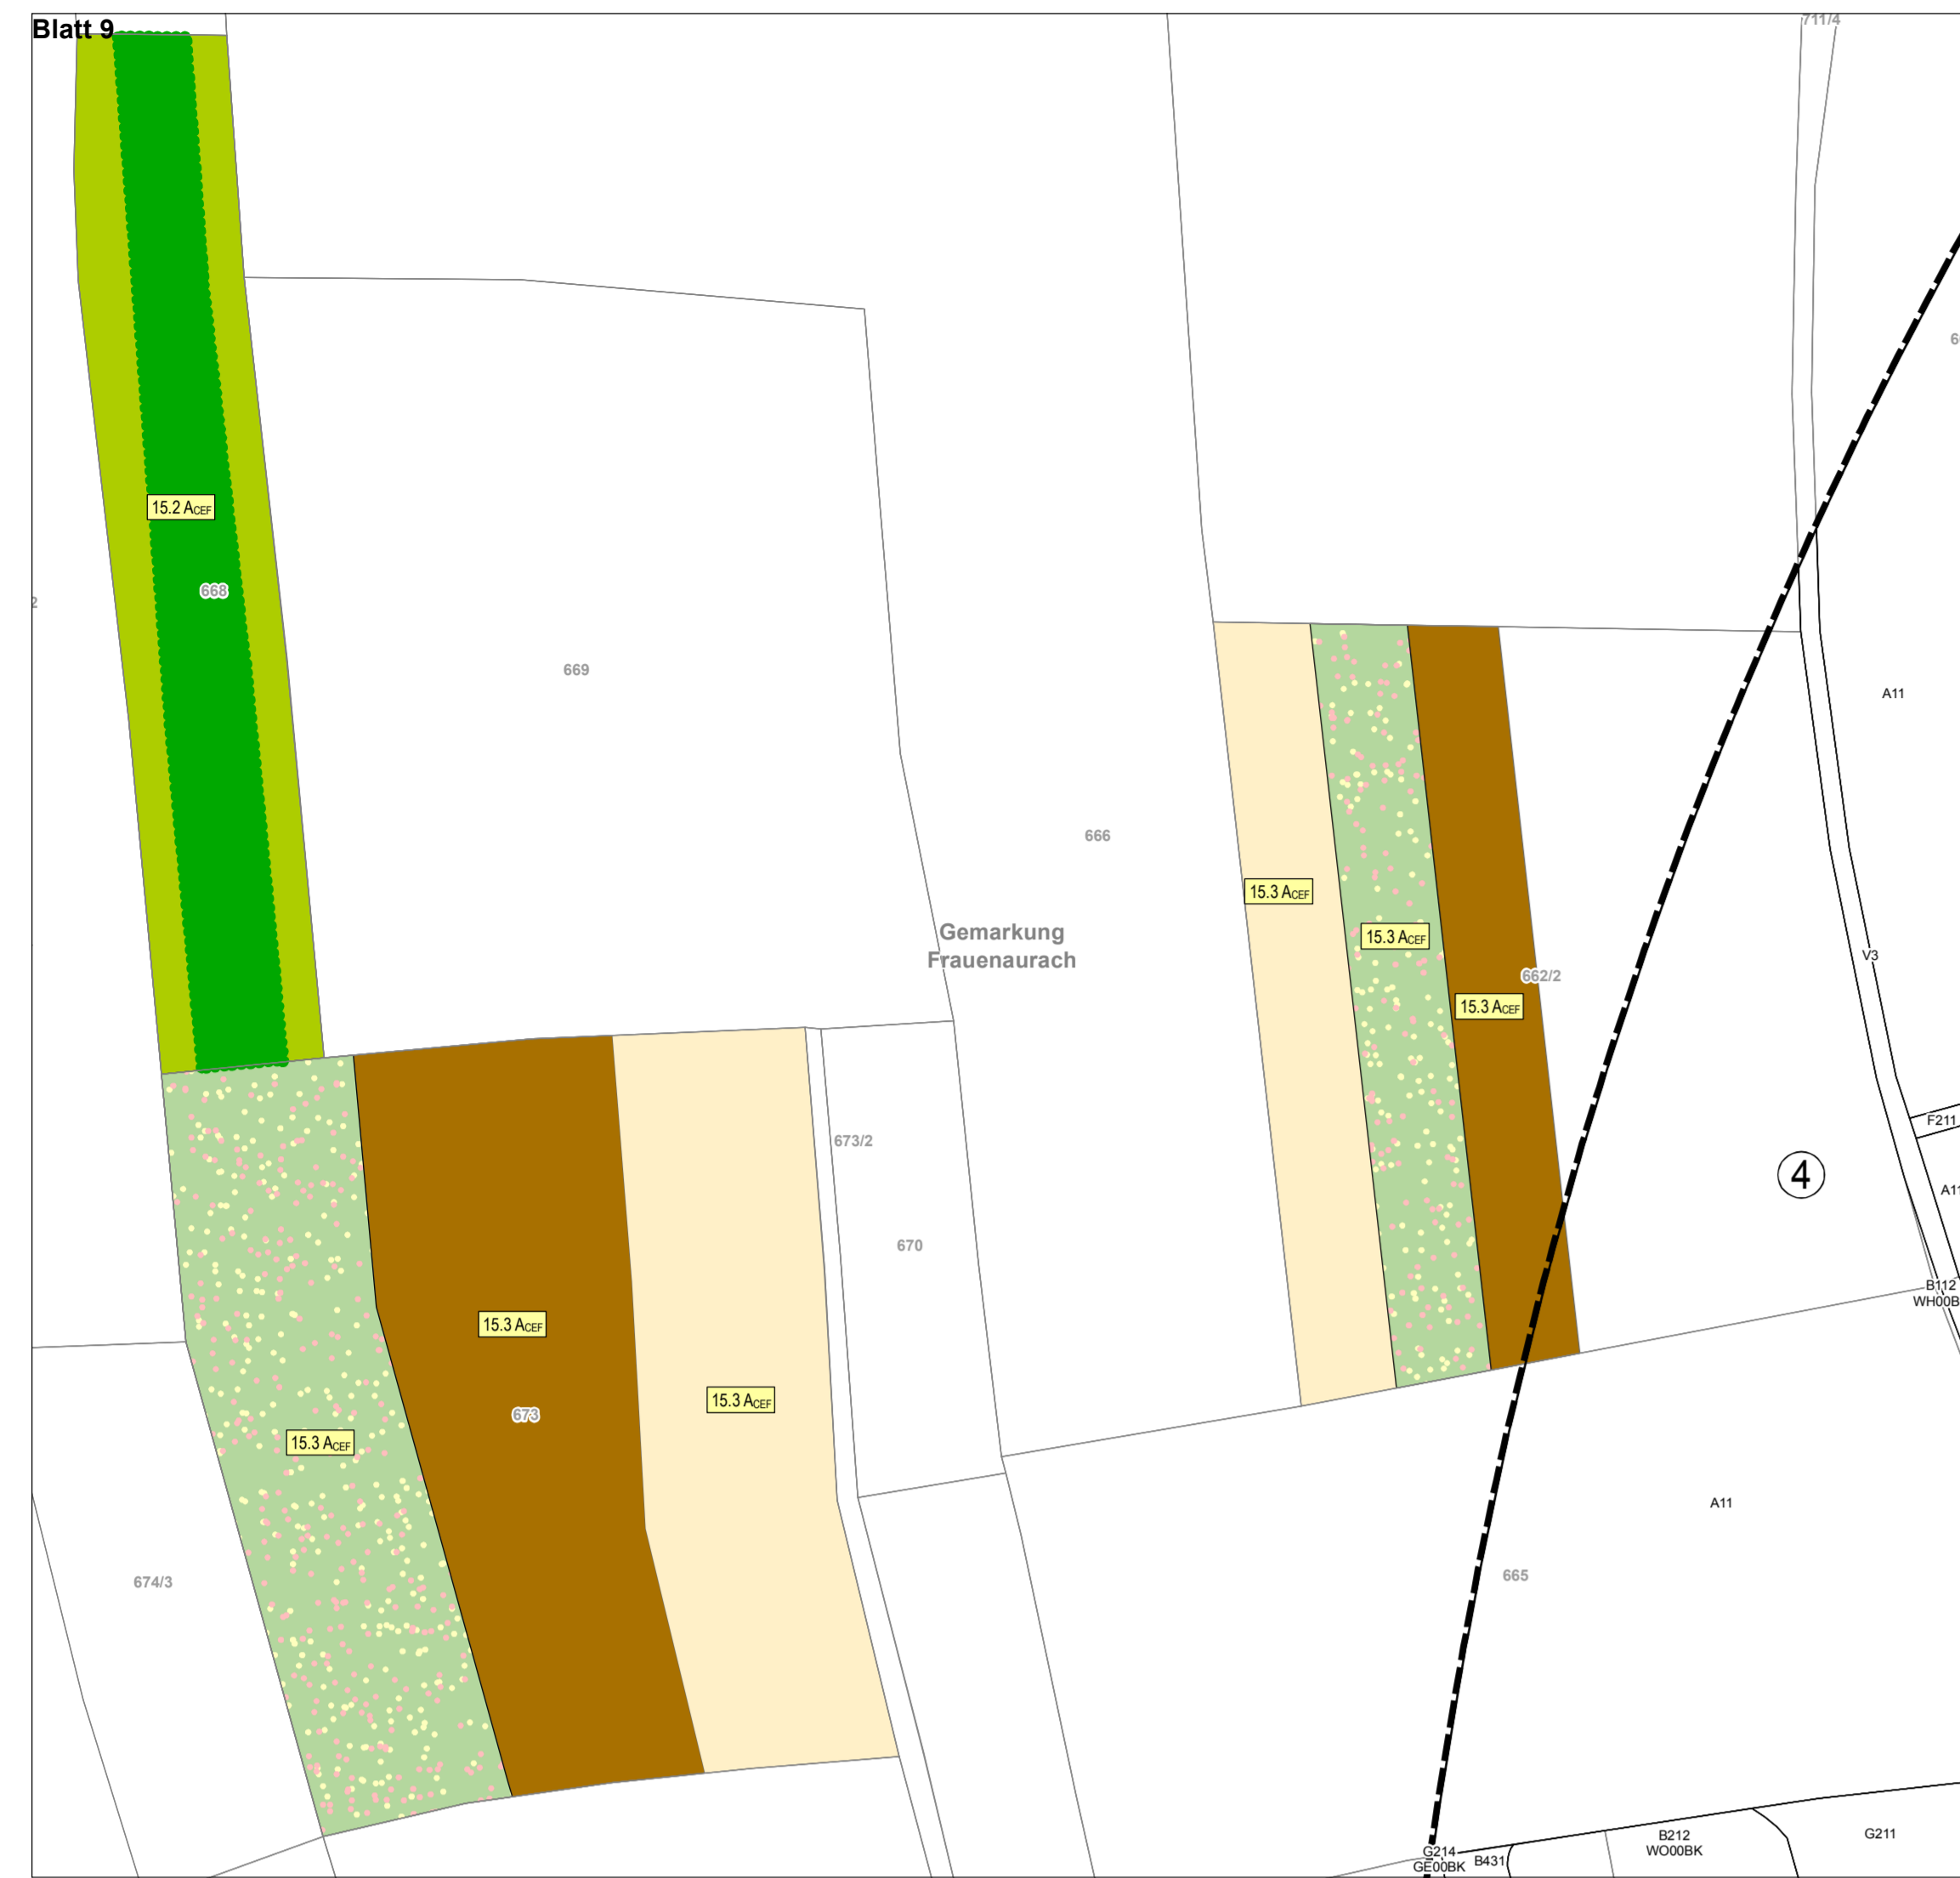 Blatt 9
711/4
15.2 ACEF
668
2
669
A11
666
15.3 ACEF
Gemarkung
Frauenaurach
15.3 ACEF
V3
662/2
15.3 ACEF
F211
673/2
4
670
B112
15.3 ACEF
15.3 ACEF
673
15.3 ACEF
A11
665
674/3
G214
GE00BK
B431
B212
WO00BK
G211